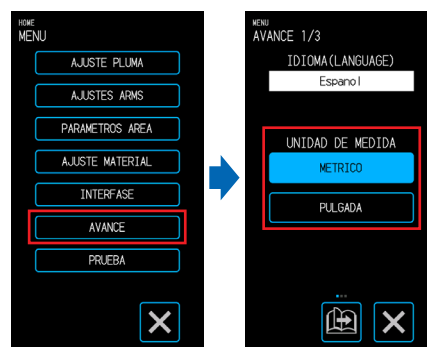 HOME
MENU
AJUSTE PLUMA
AJUSTES ARMS
PARAMETROS AREA
AJUSTE MATERIAL
INTERFASE
AVANCE
PRUEBA
MENU
AVANCE 1/3
IDIOMA(LANGUAGE)
Espanol
UNIDAD DE MEDIDA
METRICO
PULGADA